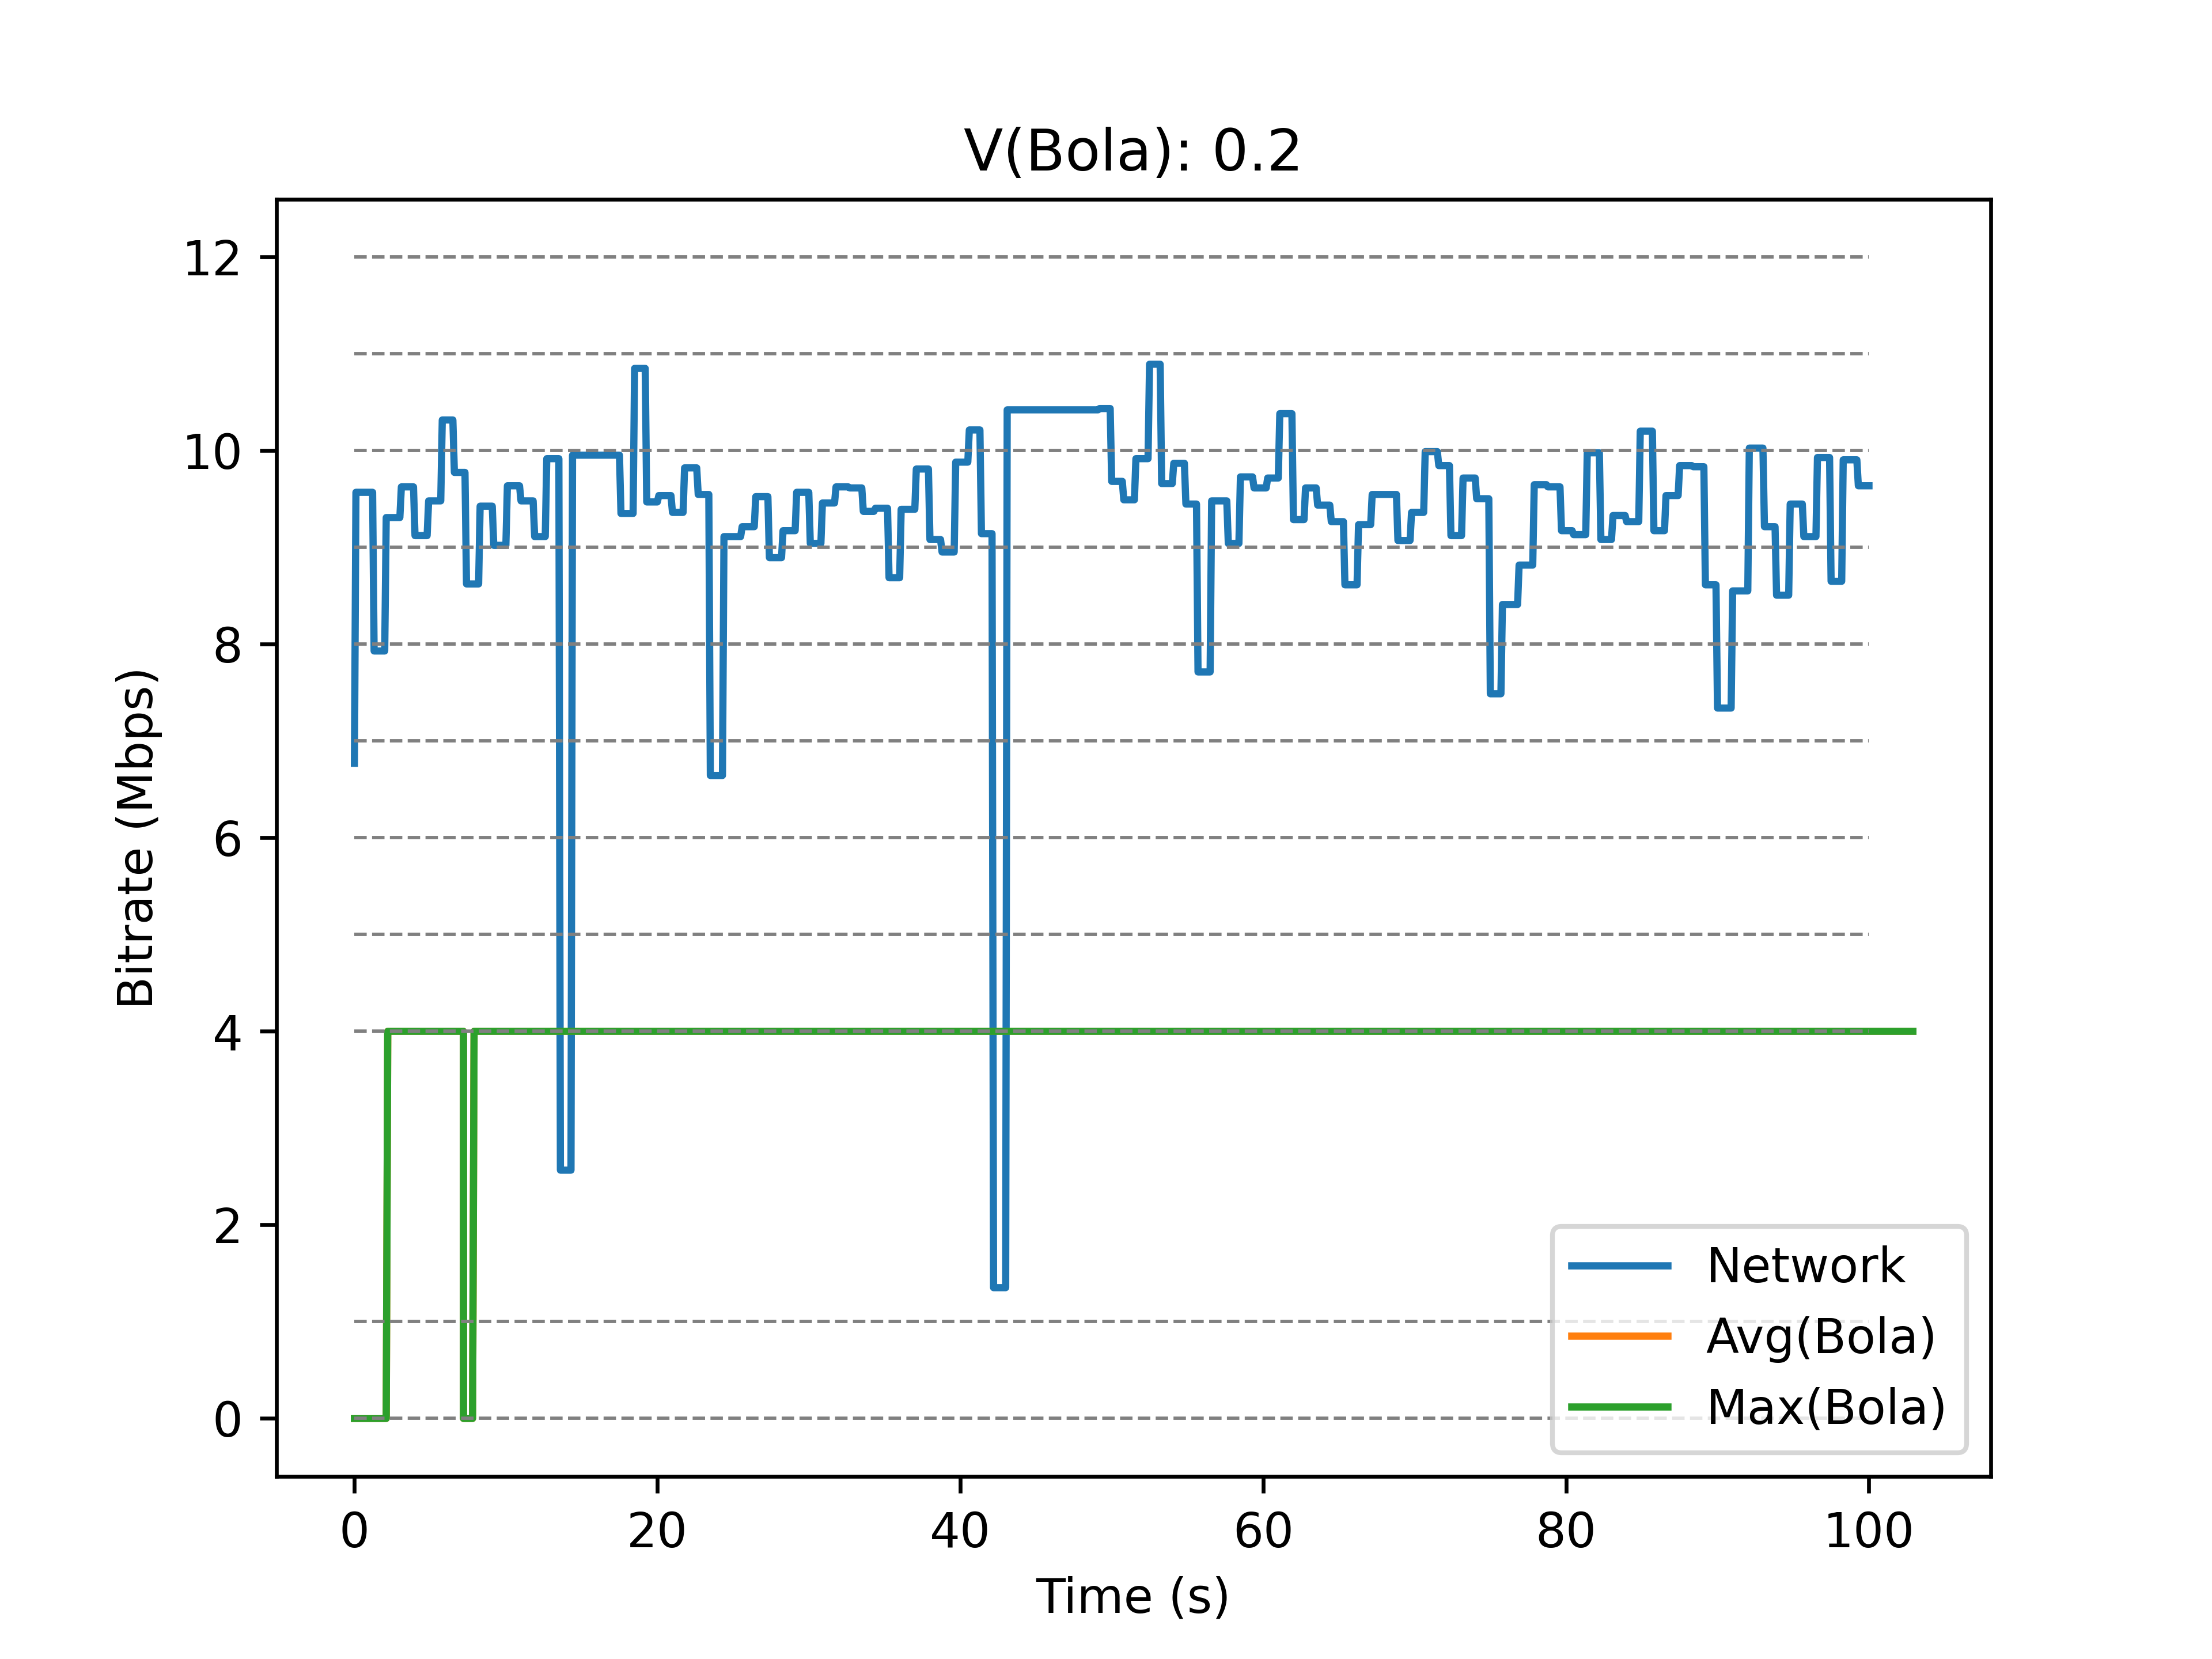 V(Bola): 0.2
Bitrate (Mbps)
12
10
8
6
4
2
0
0 20 40 60 80 100
Time (s)
Network
Avg(Bola)
Max(Bola)